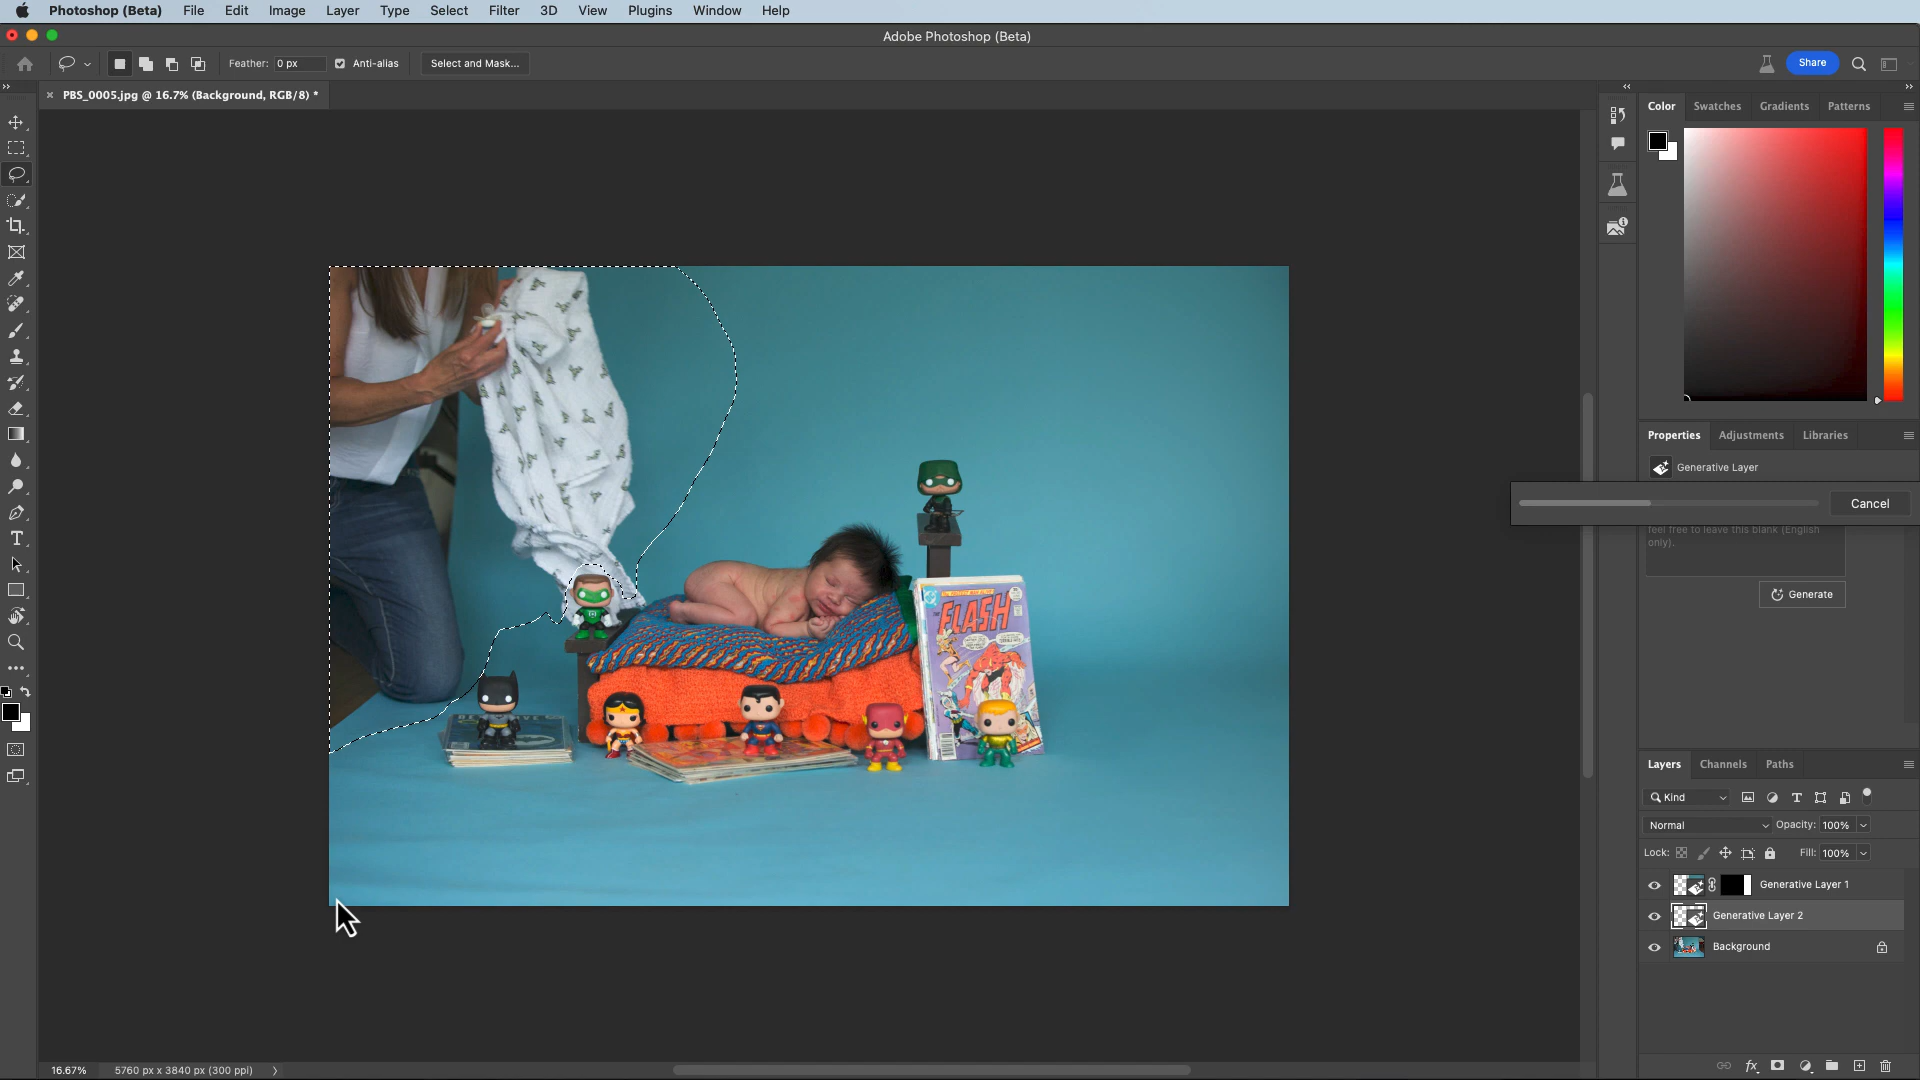 Photoshop (Beta) File Edit Image Layer Type Select Filter 3D View Plugins Window Help
Adobe Photoshop (Beta)
Feather: 0 px Anti-alias Select and Mask... Share
PBS_0005.jpg @ 16.7% (Background, RGB/8) *
Color Swatches Gradients Patterns
Properties Adjustments Libraries
Generative Layer
Cancel
feel free to leave this blank (English
only).
Generate
FLASH
Layers Channels Paths
Kind
Normal Opacity: 100%
Lock: Fill: 100%
Generative Layer 1
Generative Layer 2
Background
16.67% 5760 px x 3840 px (300 ppi)